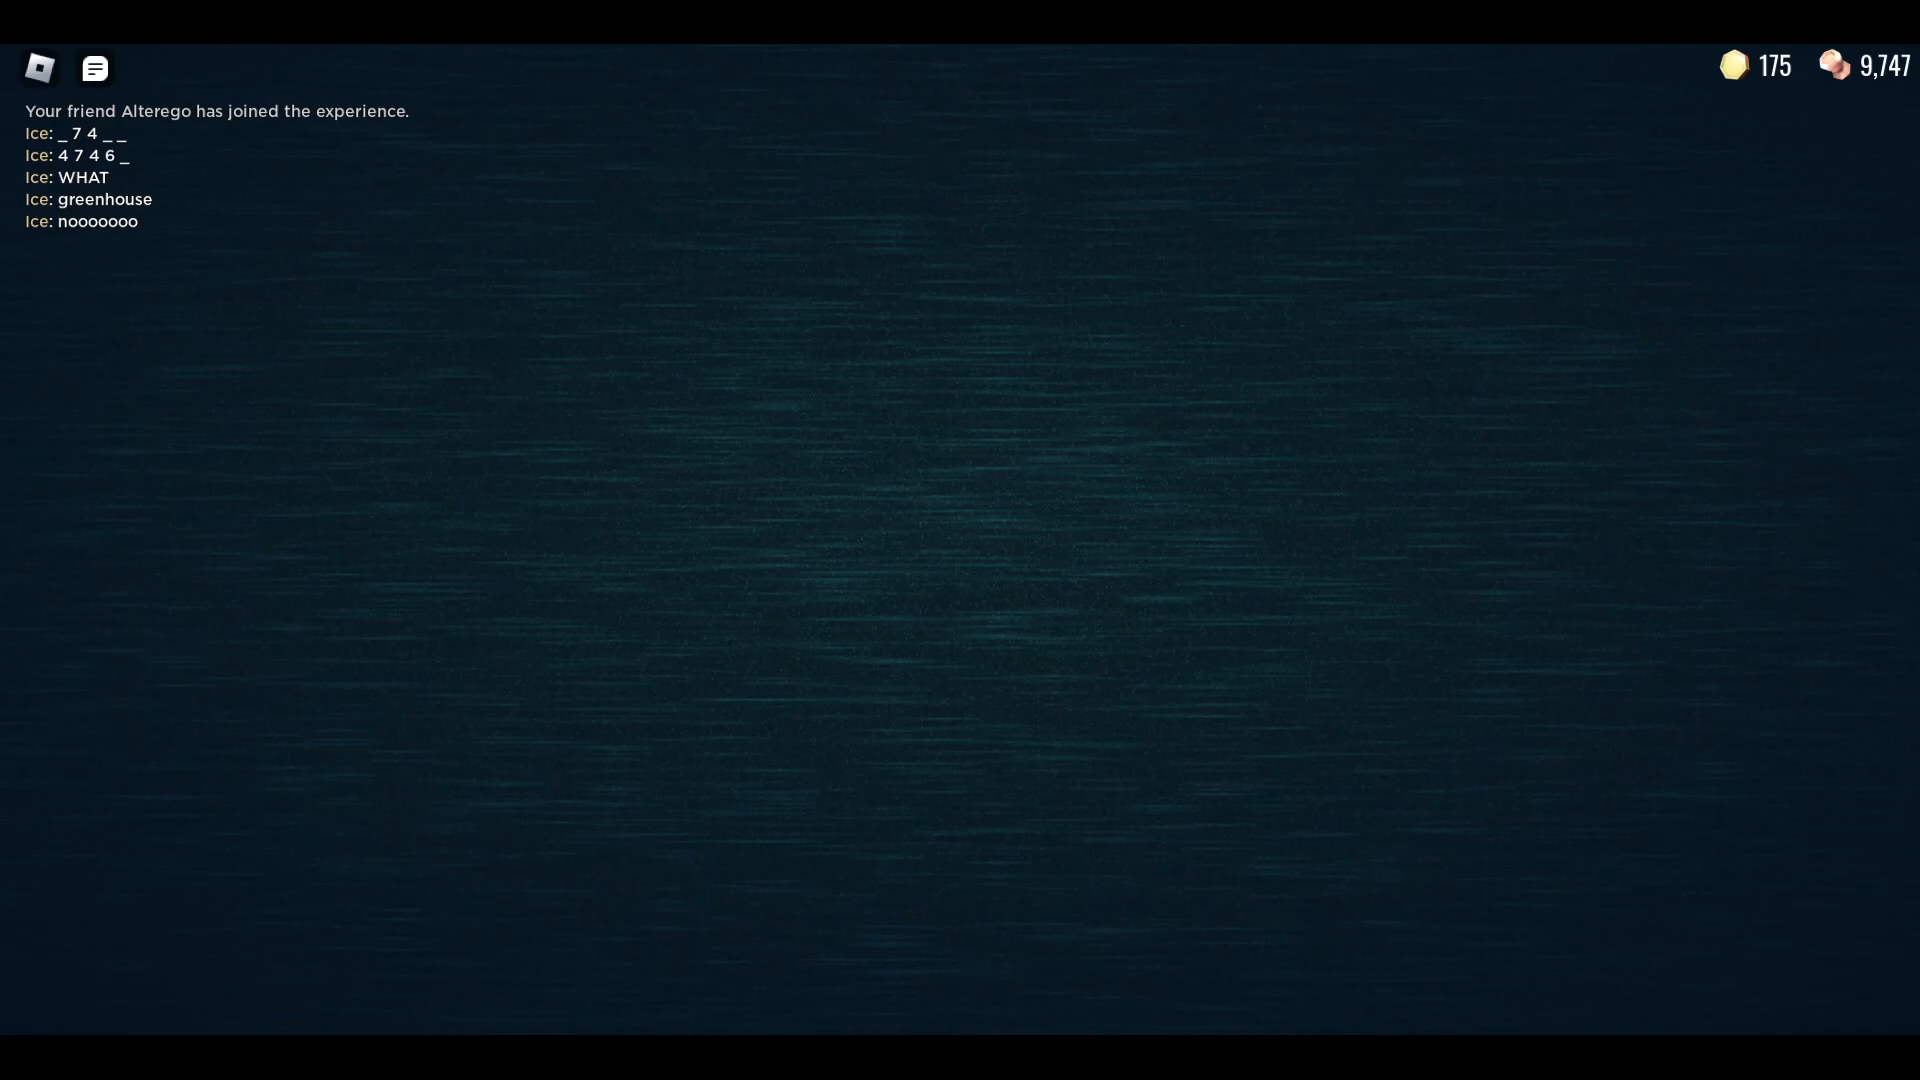 175 9,747
Your friend Alterego has joined the experience.
Ice: _ 7 4 _ _
Ice: 4 7 4 6 _
Ice: WHAT
Ice: greenhouse
Ice: nooooooo